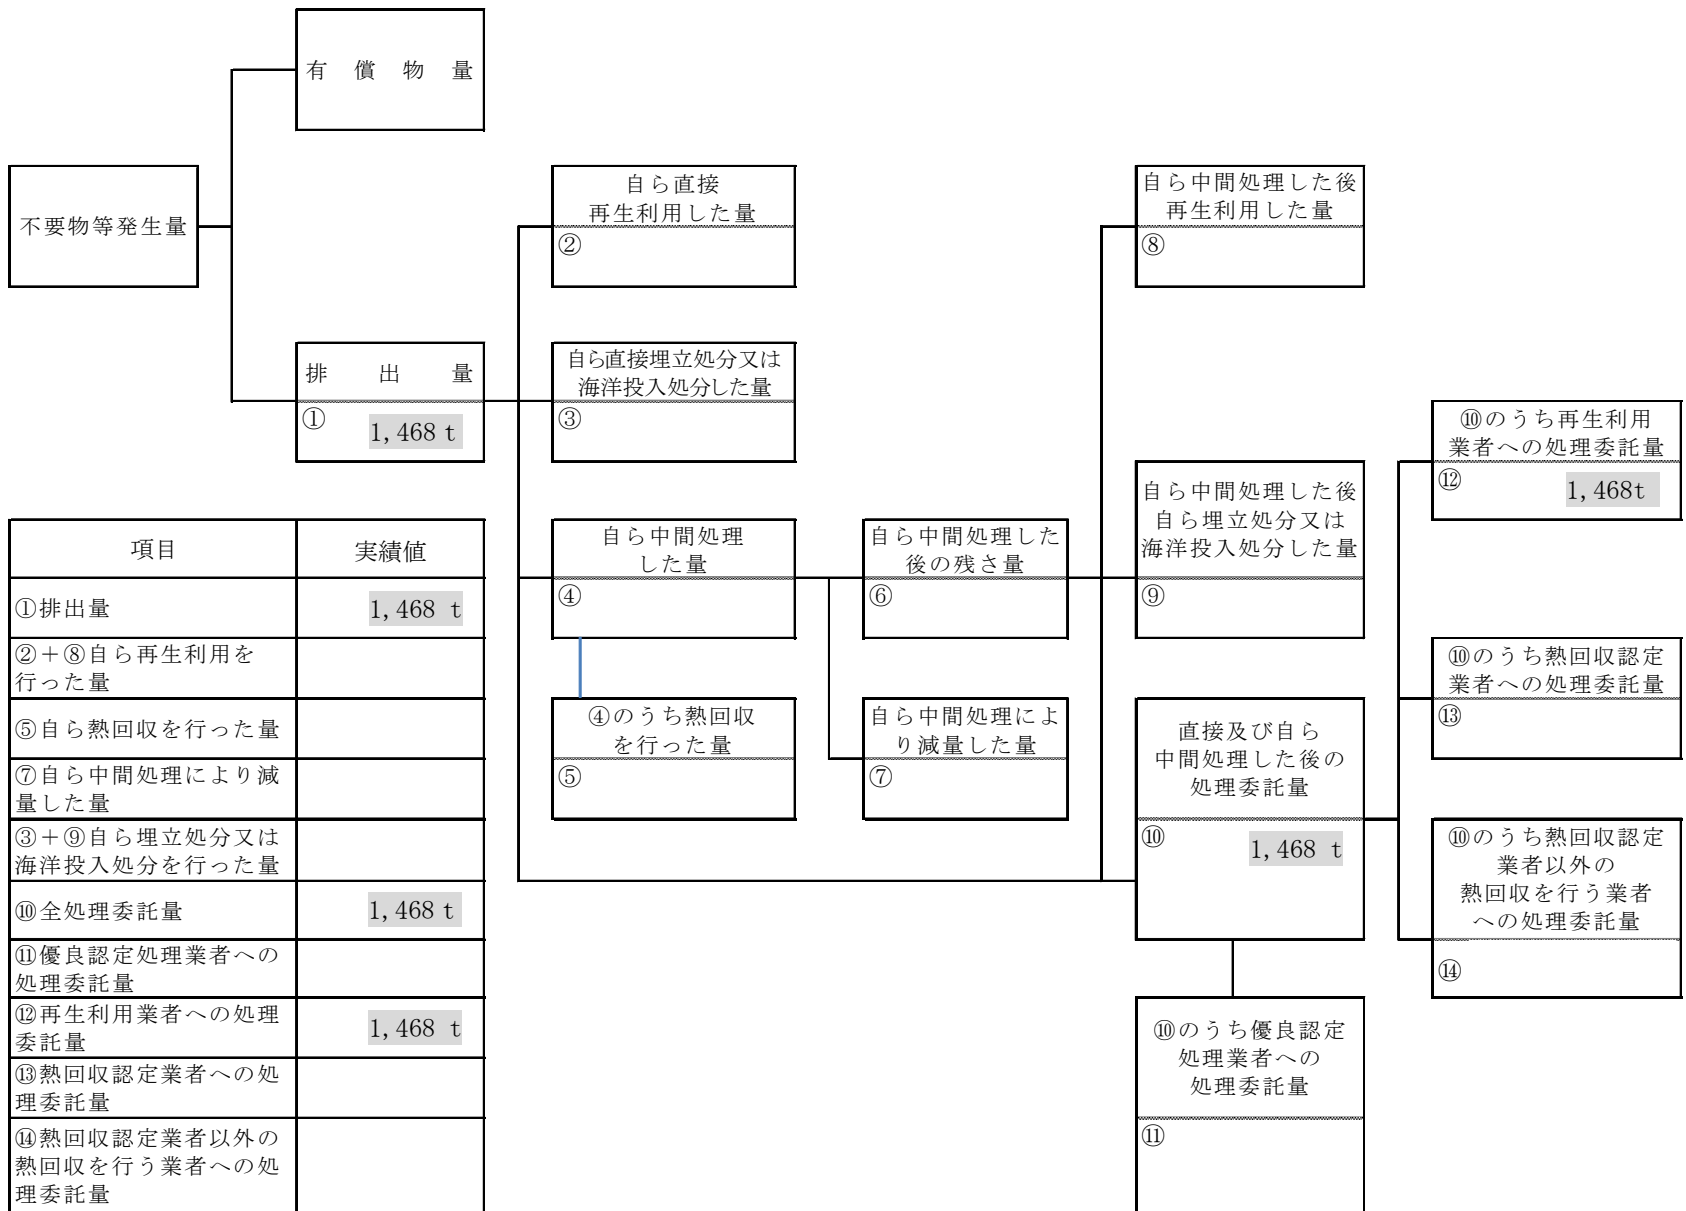 有償物量
不要物等発生量
排出量
① 1,468 t
自ら直接
再生利用した量
②
自ら直接埋立処分又は
海洋投入処分した量
③
自ら中間処理
した量
④
④のうち熱回収
を行った量
⑤
自ら中間処理した
後の残さ量
⑥
自ら中間処理によ
り減量した量
⑦
自ら中間処理した後
再生利用した量
⑧
自ら中間処理した後
自ら埋立処分又は
海洋投入処分した量
⑨
直接及び自ら
中間処理した後の
処理委託量
⑩ 1,468 t
⑩のうち優良認定
処理業者への
処理委託量
⑪
⑩のうち再生利用
業者への処理委託量
⑫ 1,468t
⑩のうち熱回収認定
業者への処理委託量
⑬
⑩のうち熱回収認定
業者以外の
熱回収を行う業者
への処理委託量
⑭
項目 実績値
①排出量 1,468 t
②＋⑧自ら再生利用を
行った量
⑤自ら熱回収を行った量
⑦自ら中間処理により減
量した量
③＋⑨自ら埋立処分又は
海洋投入処分を行った量
⑩全処理委託量 1,468 t
⑪優良認定処理業者への
処理委託量
⑫再生利用業者への処理
委託量 1,468 t
⑬熱回収認定業者への処
理委託量
⑭熱回収認定業者以外の
熱回収を行う業者への処
理委託量